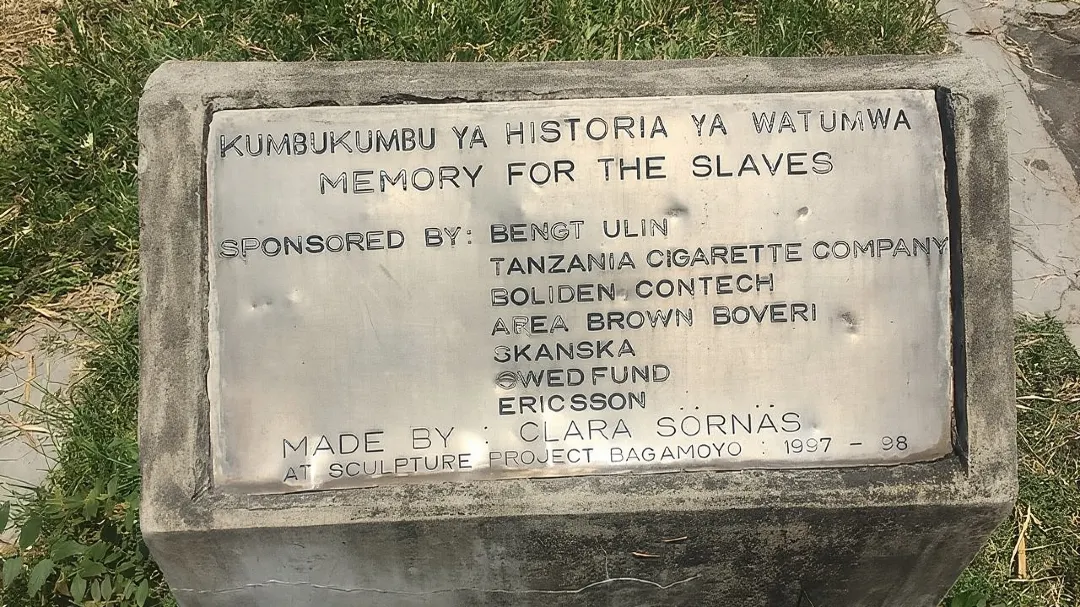 KUMBUKUMBU YA HISTORIA YA WATUMWA
MEMORY FOR THE SLAVES
SPONSORED BY: BENGT ULIN
TANZANIA CIGARETTE COMPANY
BOLIDEN CONTECH
AREA BROWN BOVERI
SKANSKA
SWEDFUND
ERICSSON
MADE BY : CLARA SÖRNÄS
AT SCULPTURE PROJECT BAGAMOYO : 1997 - 98